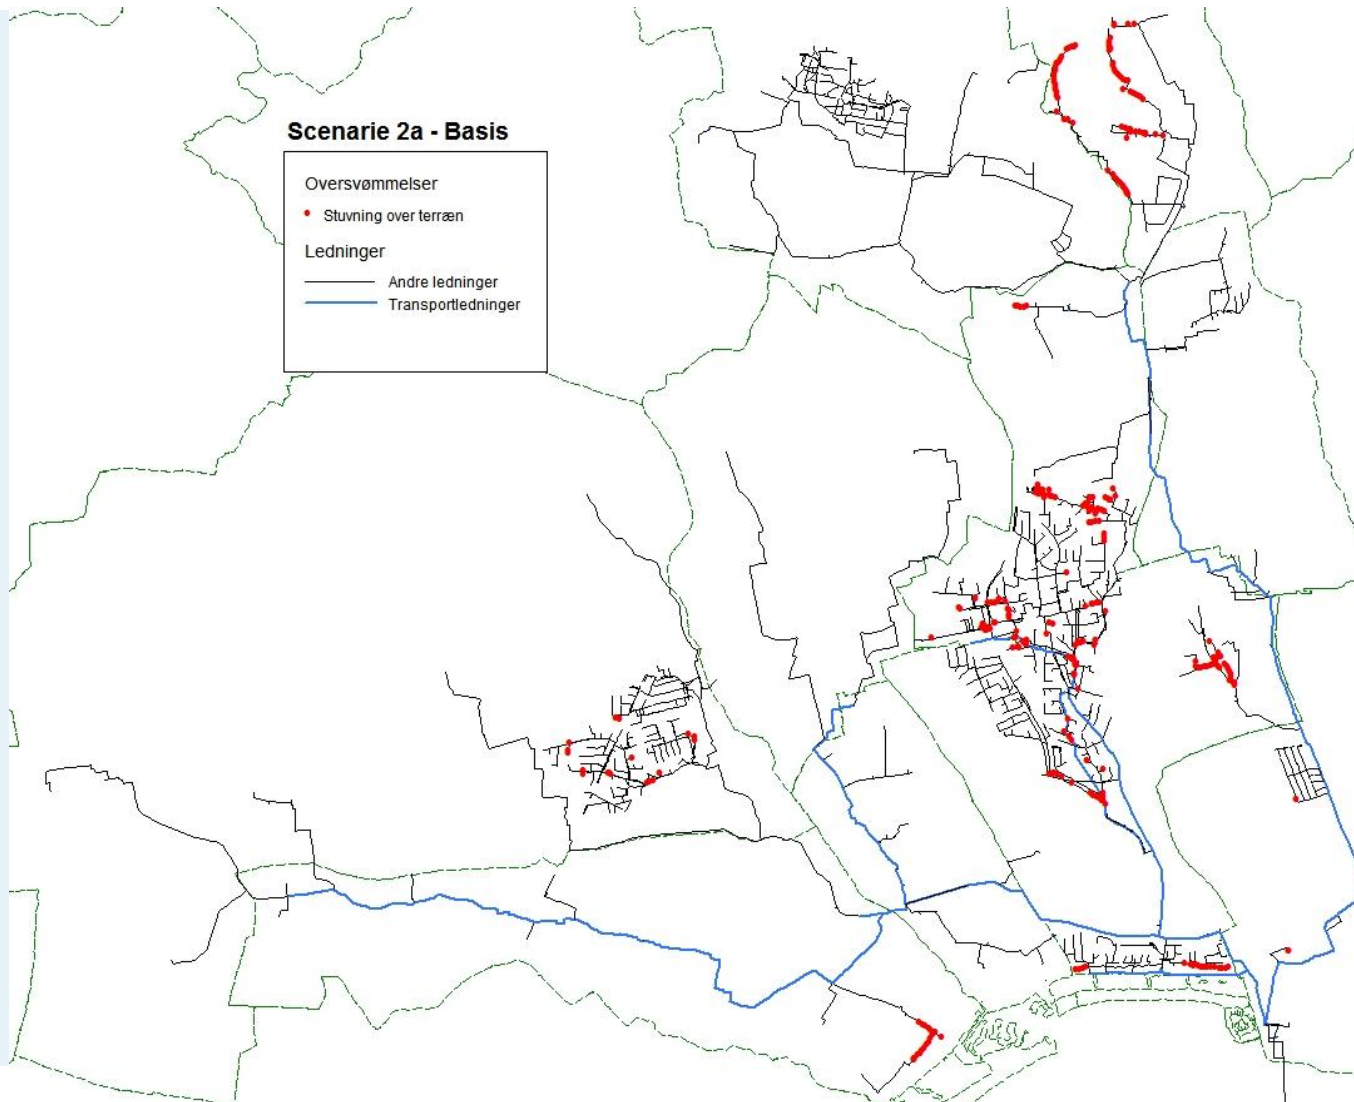 Scenarie 2a - Basis
Oversvømmelser
Stuvning over terræn
Ledninger
Andre ledninger
Transportledninger